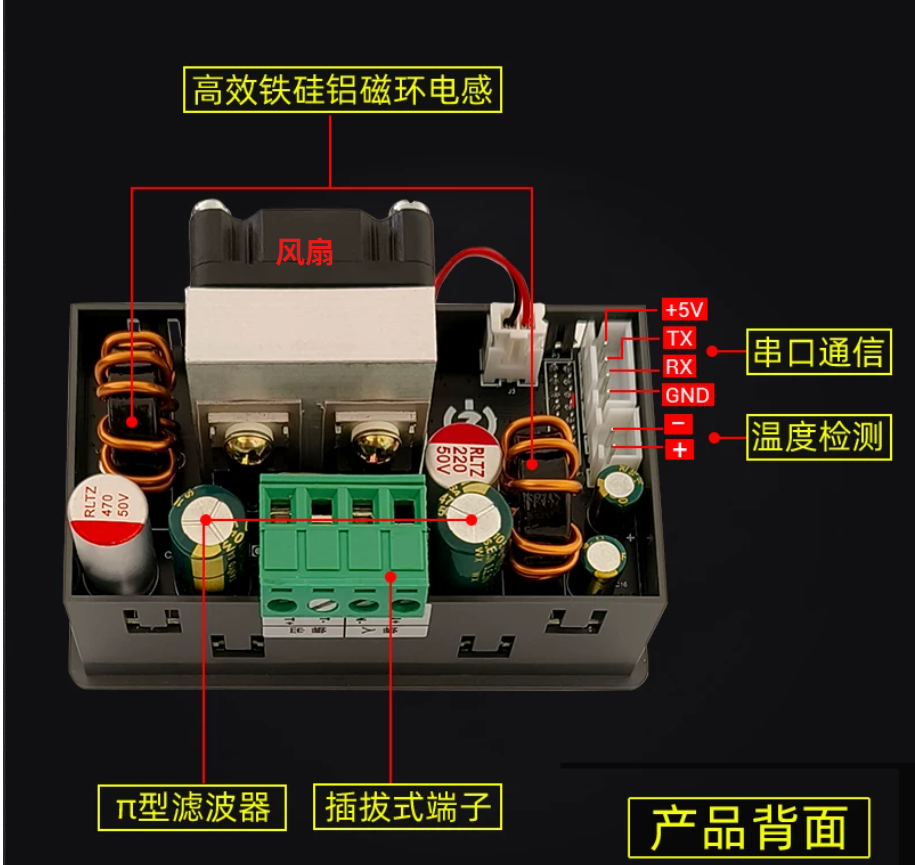 高效铁硅铝磁环电感
风扇
+5V
TX
RX
GND
−
+
串口通信
温度检测
RLTZ
470
50V
RLTZ
220
50V
J3
π型滤波器
插拔式端子
产品背面